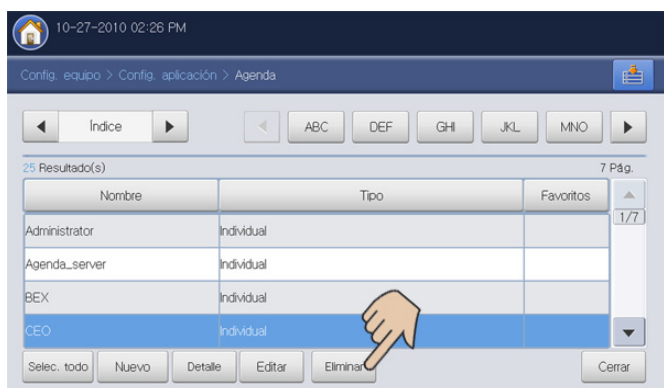 10-27-2010 02:26 PM
Config. equipo > Config. aplicación > Agenda
Índice ABC DEF GHI JKL MNO
25 Resultado(s) 7 Pág.
Nombre Tipo Favoritos
1/7
Administrator Individual
Agenda_server Individual
BEX Individual
CEO Individual
Selec. todo Nuevo Detalle Editar Eliminar Cerrar